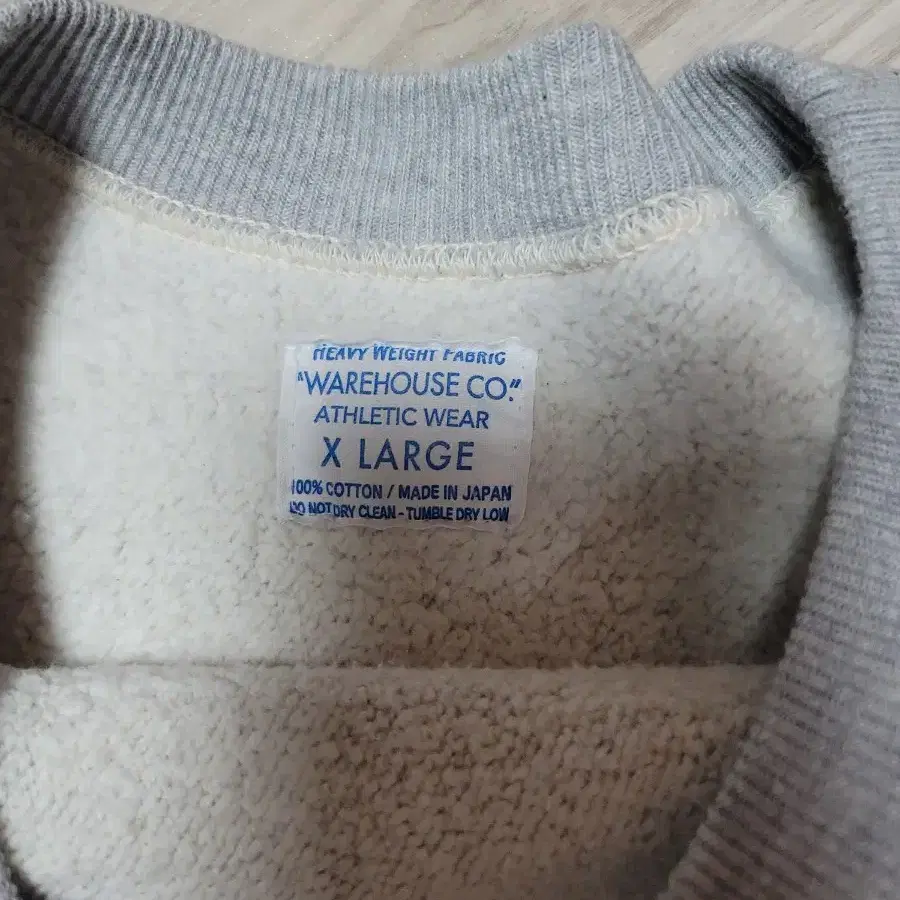 HEAVY WEIGHT FABRIC
"WAREHOUSE CO."
ATHLETIC WEAR
X LARGE
100% COTTON / MADE IN JAPAN
DO NOT DRY CLEAN - TUMBLE DRY LOW